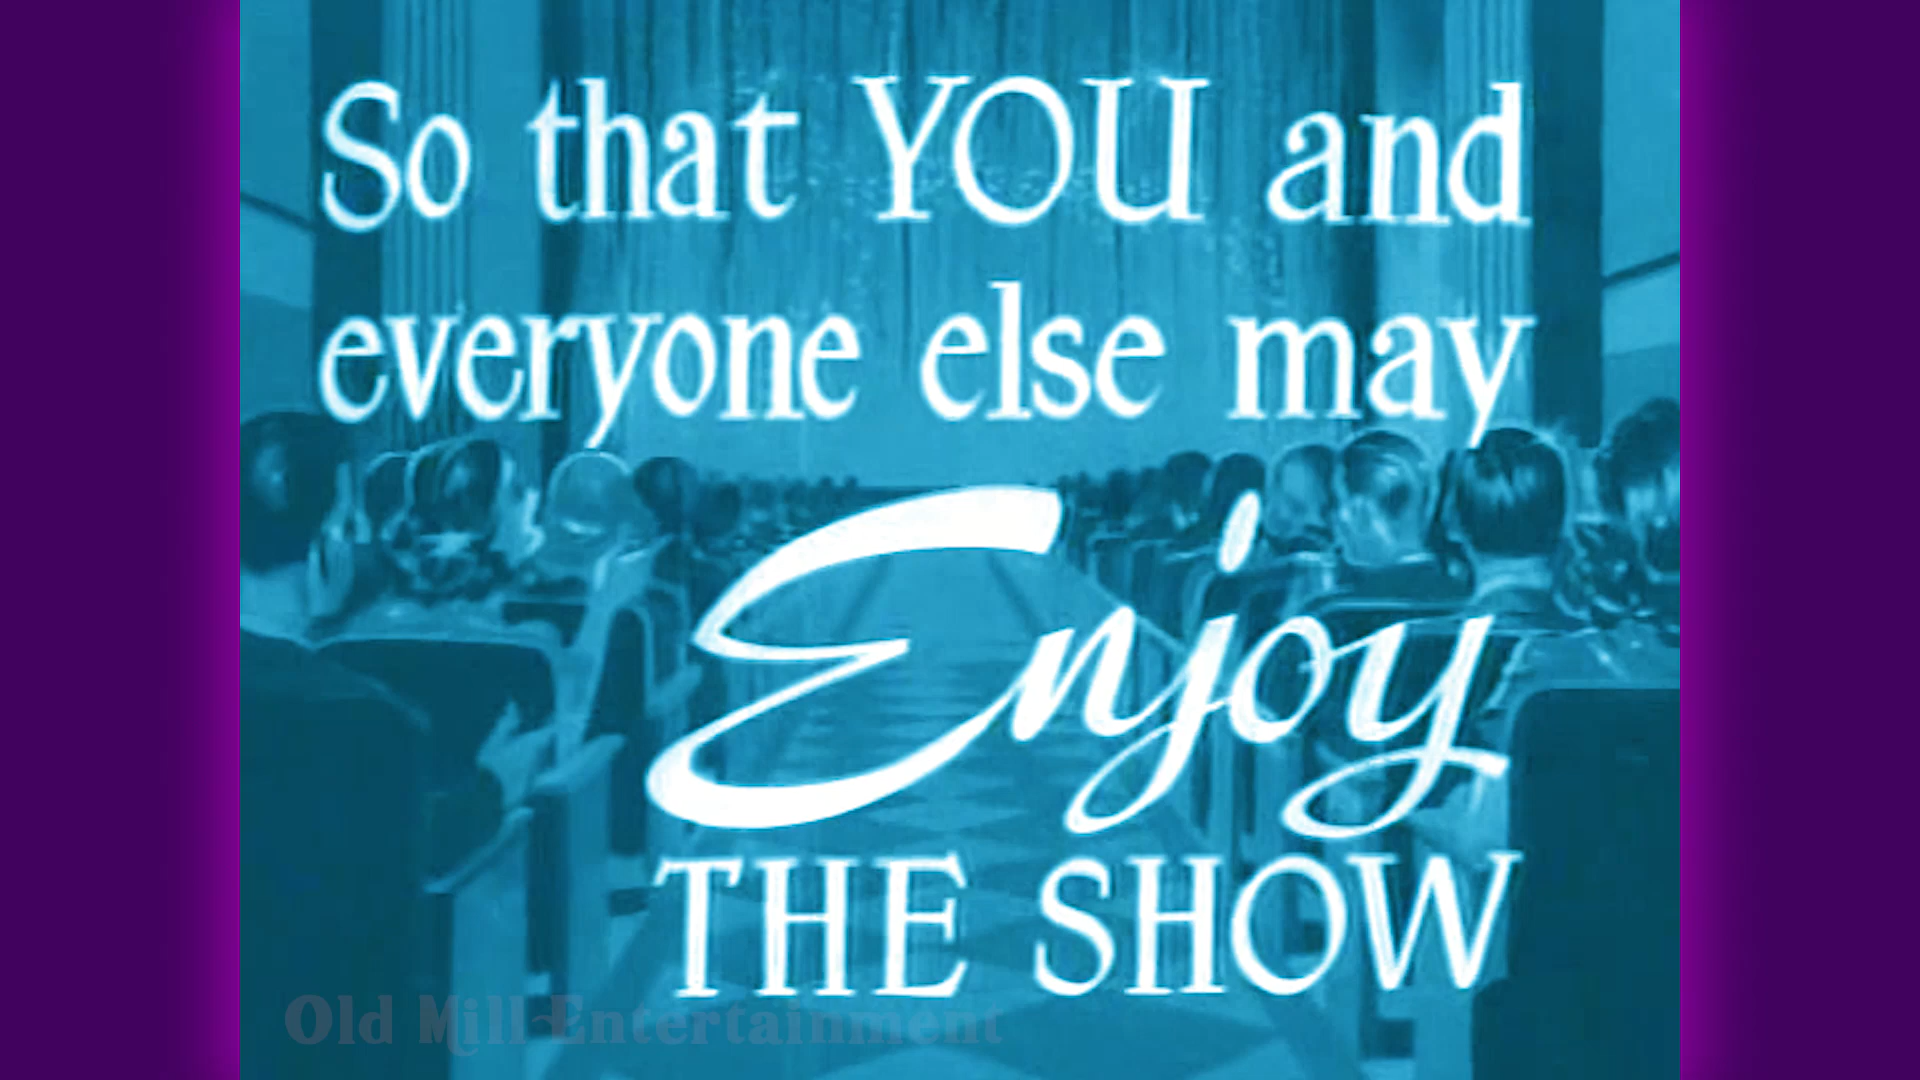 So that YOU and
everyone else may
Enjoy
THE SHOW
Old Mill Entertainment